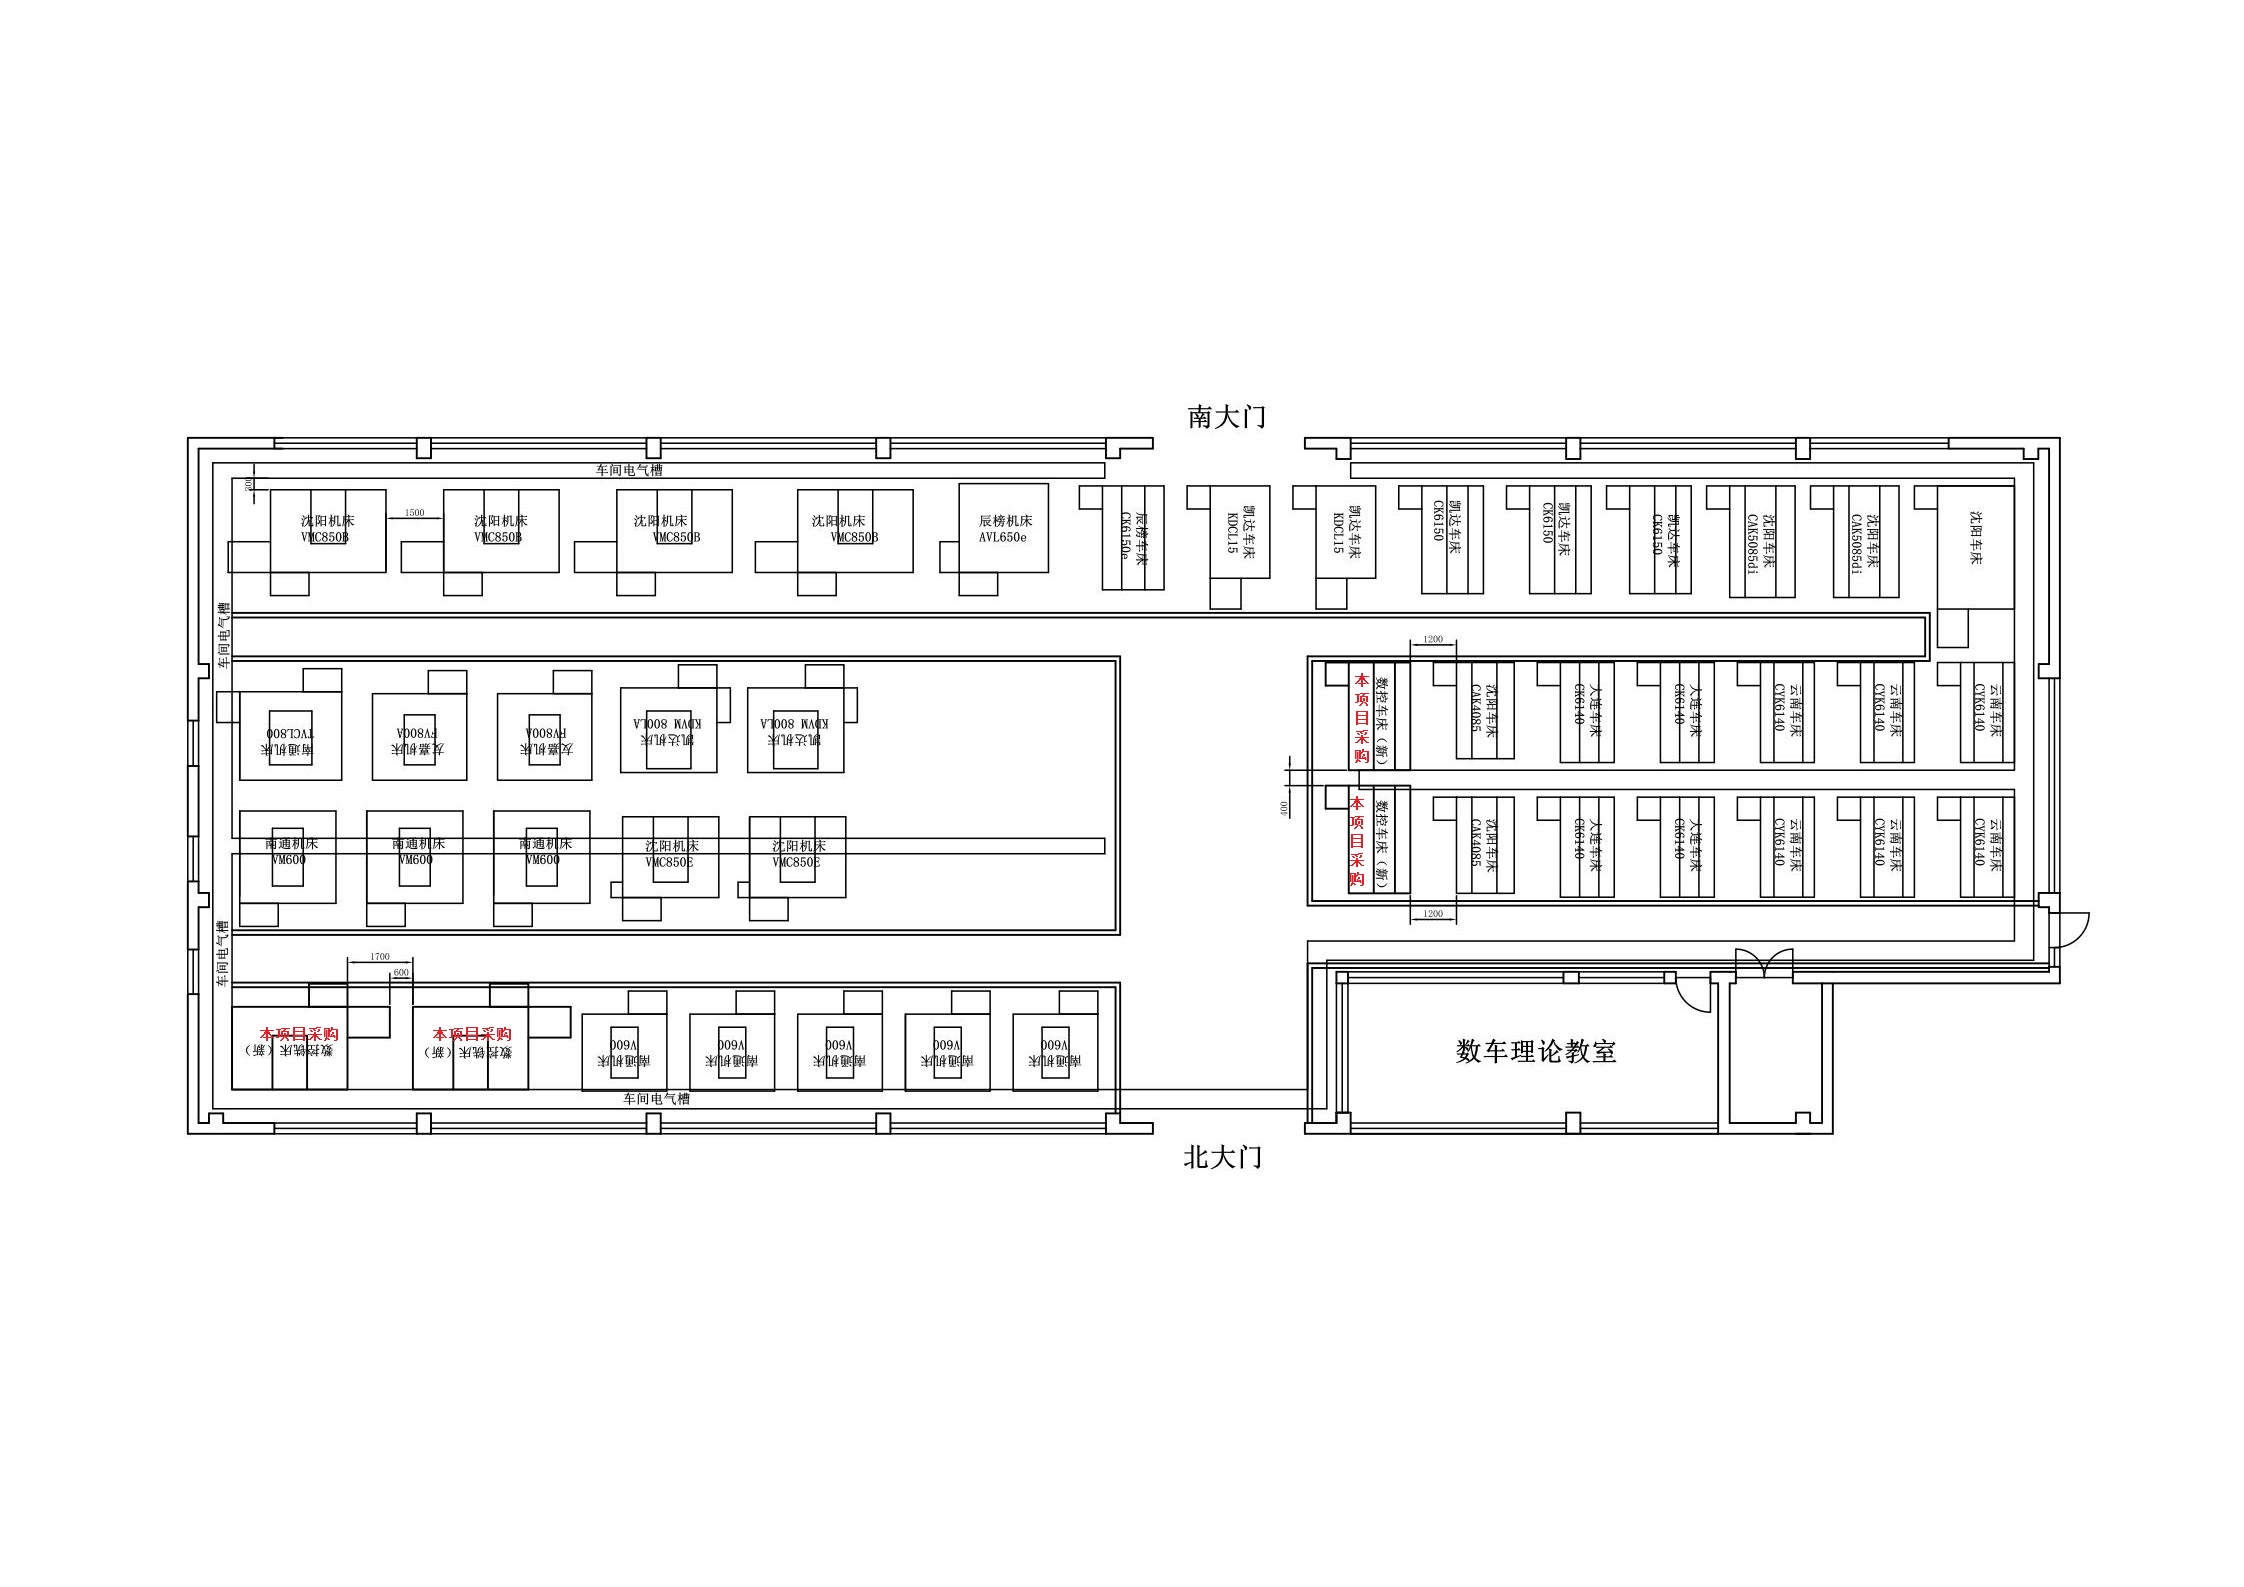 南大门
车间电气槽
300
沈阳机床
VMC850B
1500
沈阳机床
VMC850B
沈阳机床
VMC850B
沈阳机床
VMC850B
辰榜机床
AVL650e
辰榜车床
CK6150e
凯达车床
KDCL15
凯达车床
KDCL15
凯达车床
CK6150
凯达车床
CK6150
凯达车床
CK6150
沈阳车床
CAK5085di
沈阳车床
CAK5085di
沈阳车床
车间电气槽
南通机床
TVCL800
友嘉机床
FV800A
友嘉机床
FV800A
凯达机床
KDVM 800LA
凯达机床
KDVM 800LA
1200
本项目采购
数控车床（新）
沈阳车床
CAK4085
大连车床
CK6140
大连车床
CK6140
云南车床
CYK6140
云南车床
CYK6140
云南车床
CYK6140
南通机床
VM600
南通机床
VM600
南通机床
VM600
沈阳机床
VMC850E
沈阳机床
VMC850E
400
本项目采购
数控车床（新）
沈阳车床
CAK4085
大连车床
CK6140
大连车床
CK6140
云南车床
CYK6140
云南车床
CYK6140
云南车床
CYK6140
1200
车间电气槽
1700
600
本项目采购
数控铣床（新）
本项目采购
数控铣床（新）
南通机床
V600
南通机床
V600
南通机床
V600
南通机床
V600
南通机床
V600
车间电气槽
数车理论教室
北大门